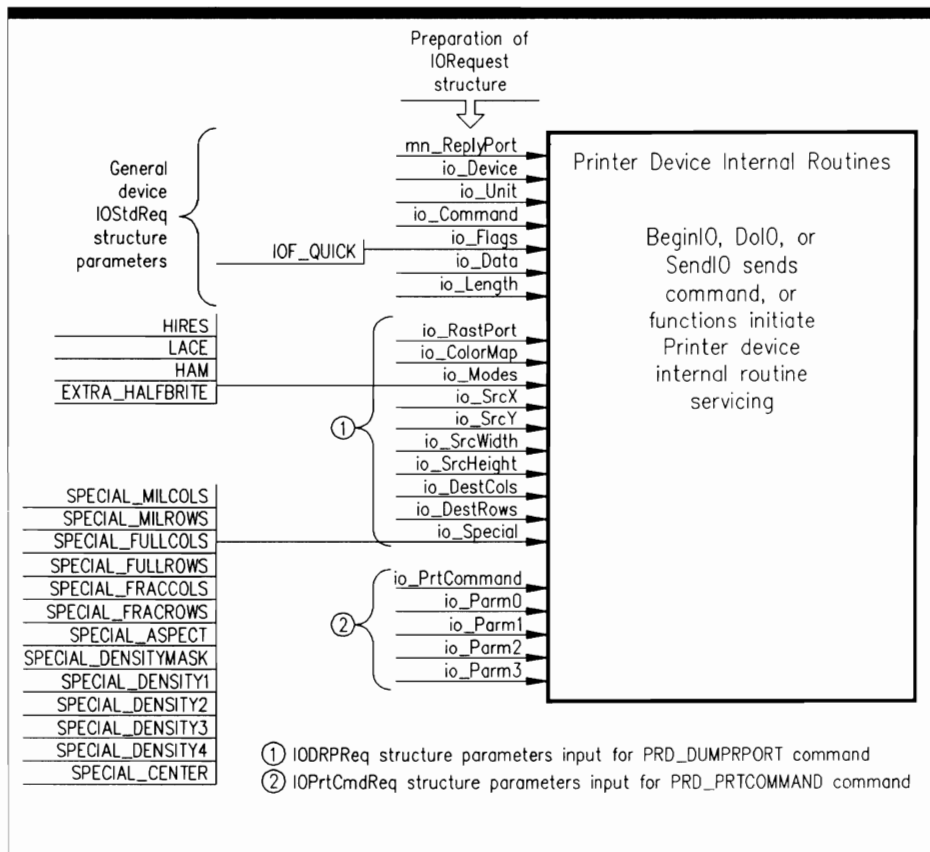 Preparation of
IORequest
structure
General
device
IOStdReq
structure
parameters
IOF_QUICK
mn_ReplyPort
io_Device
io_Unit
io_Command
io_Flags
io_Data
io_Length
HIRES
LACE
HAM
EXTRA_HALFBRITE
1
io_RastPort
io_ColorMap
io_Modes
io_SrcX
io_SrcY
io_SrcWidth
io_SrcHeight
io_DestCols
io_DestRows
io_Special
SPECIAL_MILCOLS
SPECIAL_MILROWS
SPECIAL_FULLCOLS
SPECIAL_FULLROWS
SPECIAL_FRACCOLS
SPECIAL_FRACROWS
SPECIAL_ASPECT
SPECIAL_DENSITYMASK
SPECIAL_DENSITY1
SPECIAL_DENSITY2
SPECIAL_DENSITY3
SPECIAL_DENSITY4
SPECIAL_CENTER
2
io_PrtCommand
io_Parm0
io_Parm1
io_Parm2
io_Parm3
Printer Device Internal Routines
BeginIO, DoIO, or
SendIO sends
command, or
functions initiate
Printer device
internal routine
servicing
1 IODRPReq structure parameters input for PRD_DUMPRPORT command
2 IOPrtCmdReq structure parameters input for PRD_PRTCOMMAND command